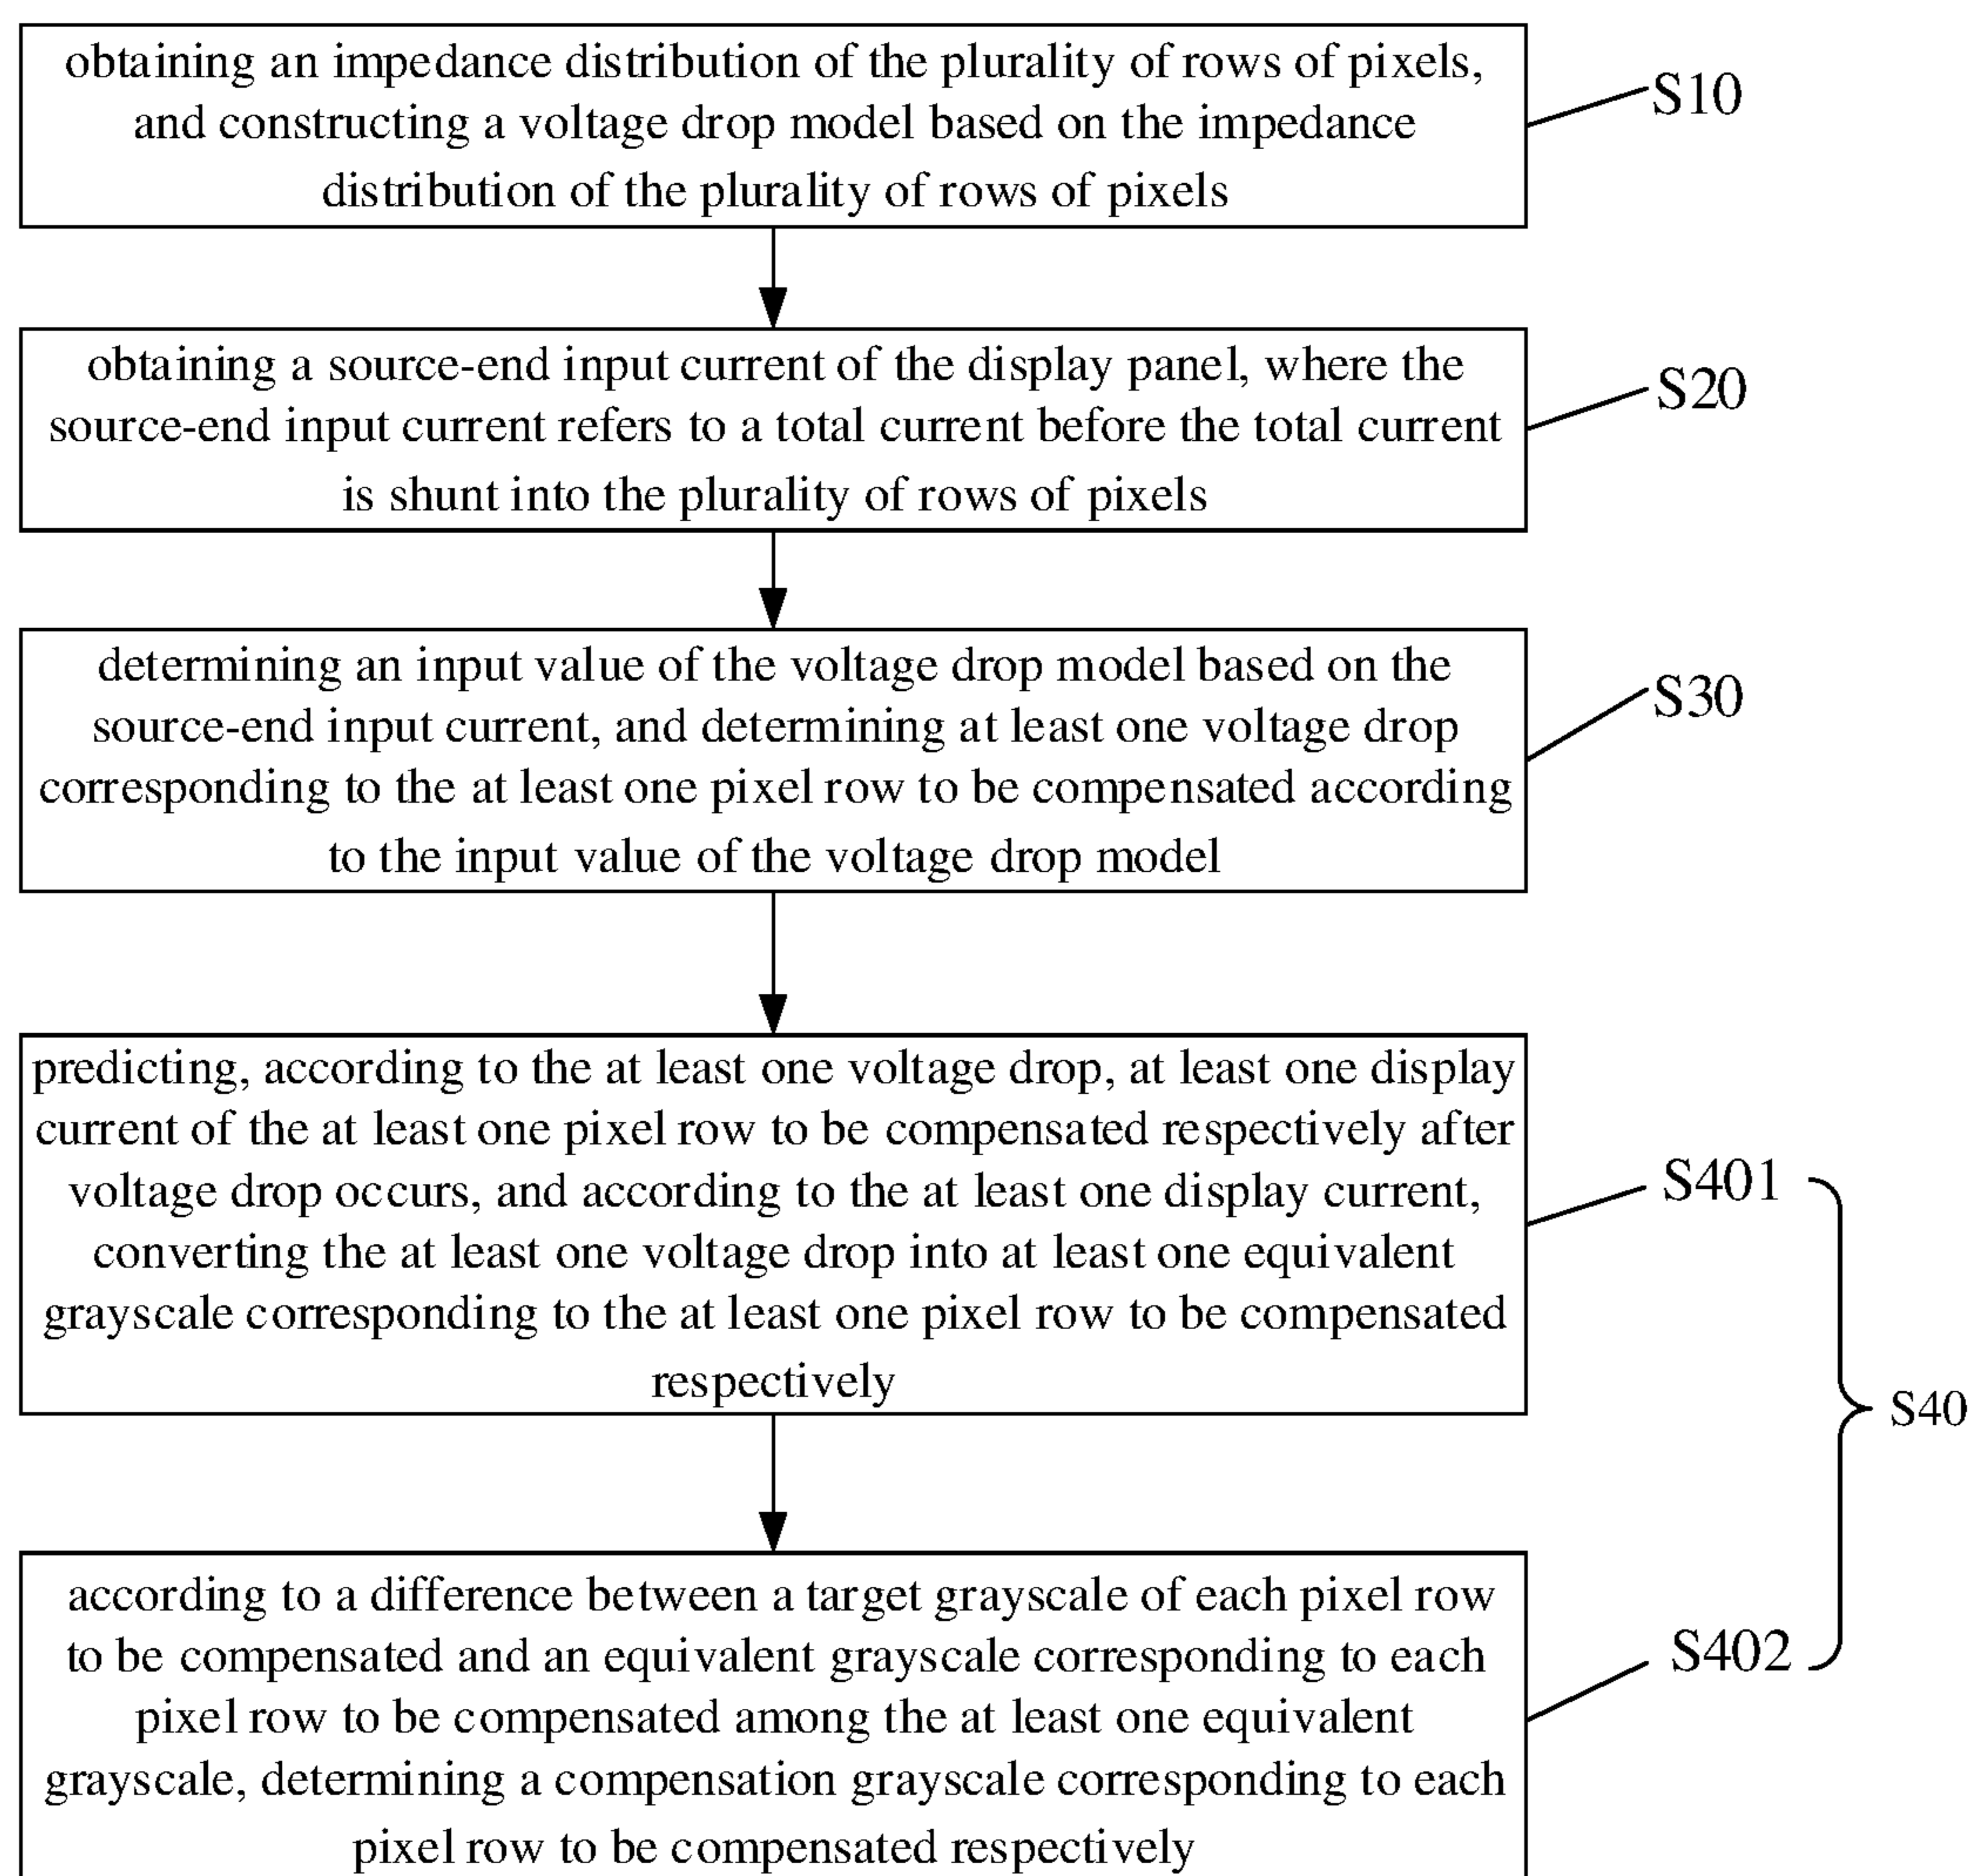 obtaining an impedance distribution of the plurality of rows of pixels,
and constructing a voltage drop model based on the impedance
distribution of the plurality of rows of pixels
S10
obtaining a source-end input current of the display panel, where the
source-end input current refers to a total current before the total current
is shunt into the plurality of rows of pixels
S20
determining an input value of the voltage drop model based on the
source-end input current, and determining at least one voltage drop
corresponding to the at least one pixel row to be compensated according
to the input value of the voltage drop model
S30
predicting, according to the at least one voltage drop, at least one display
current of the at least one pixel row to be compensated respectively after
voltage drop occurs, and according to the at least one display current,
converting the at least one voltage drop into at least one equivalent
grayscale corresponding to the at least one pixel row to be compensated
respectively
S401
S40
according to a difference between a target grayscale of each pixel row
to be compensated and an equivalent grayscale corresponding to each
pixel row to be compensated among the at least one equivalent
grayscale, determining a compensation grayscale corresponding to each
pixel row to be compensated respectively
S402